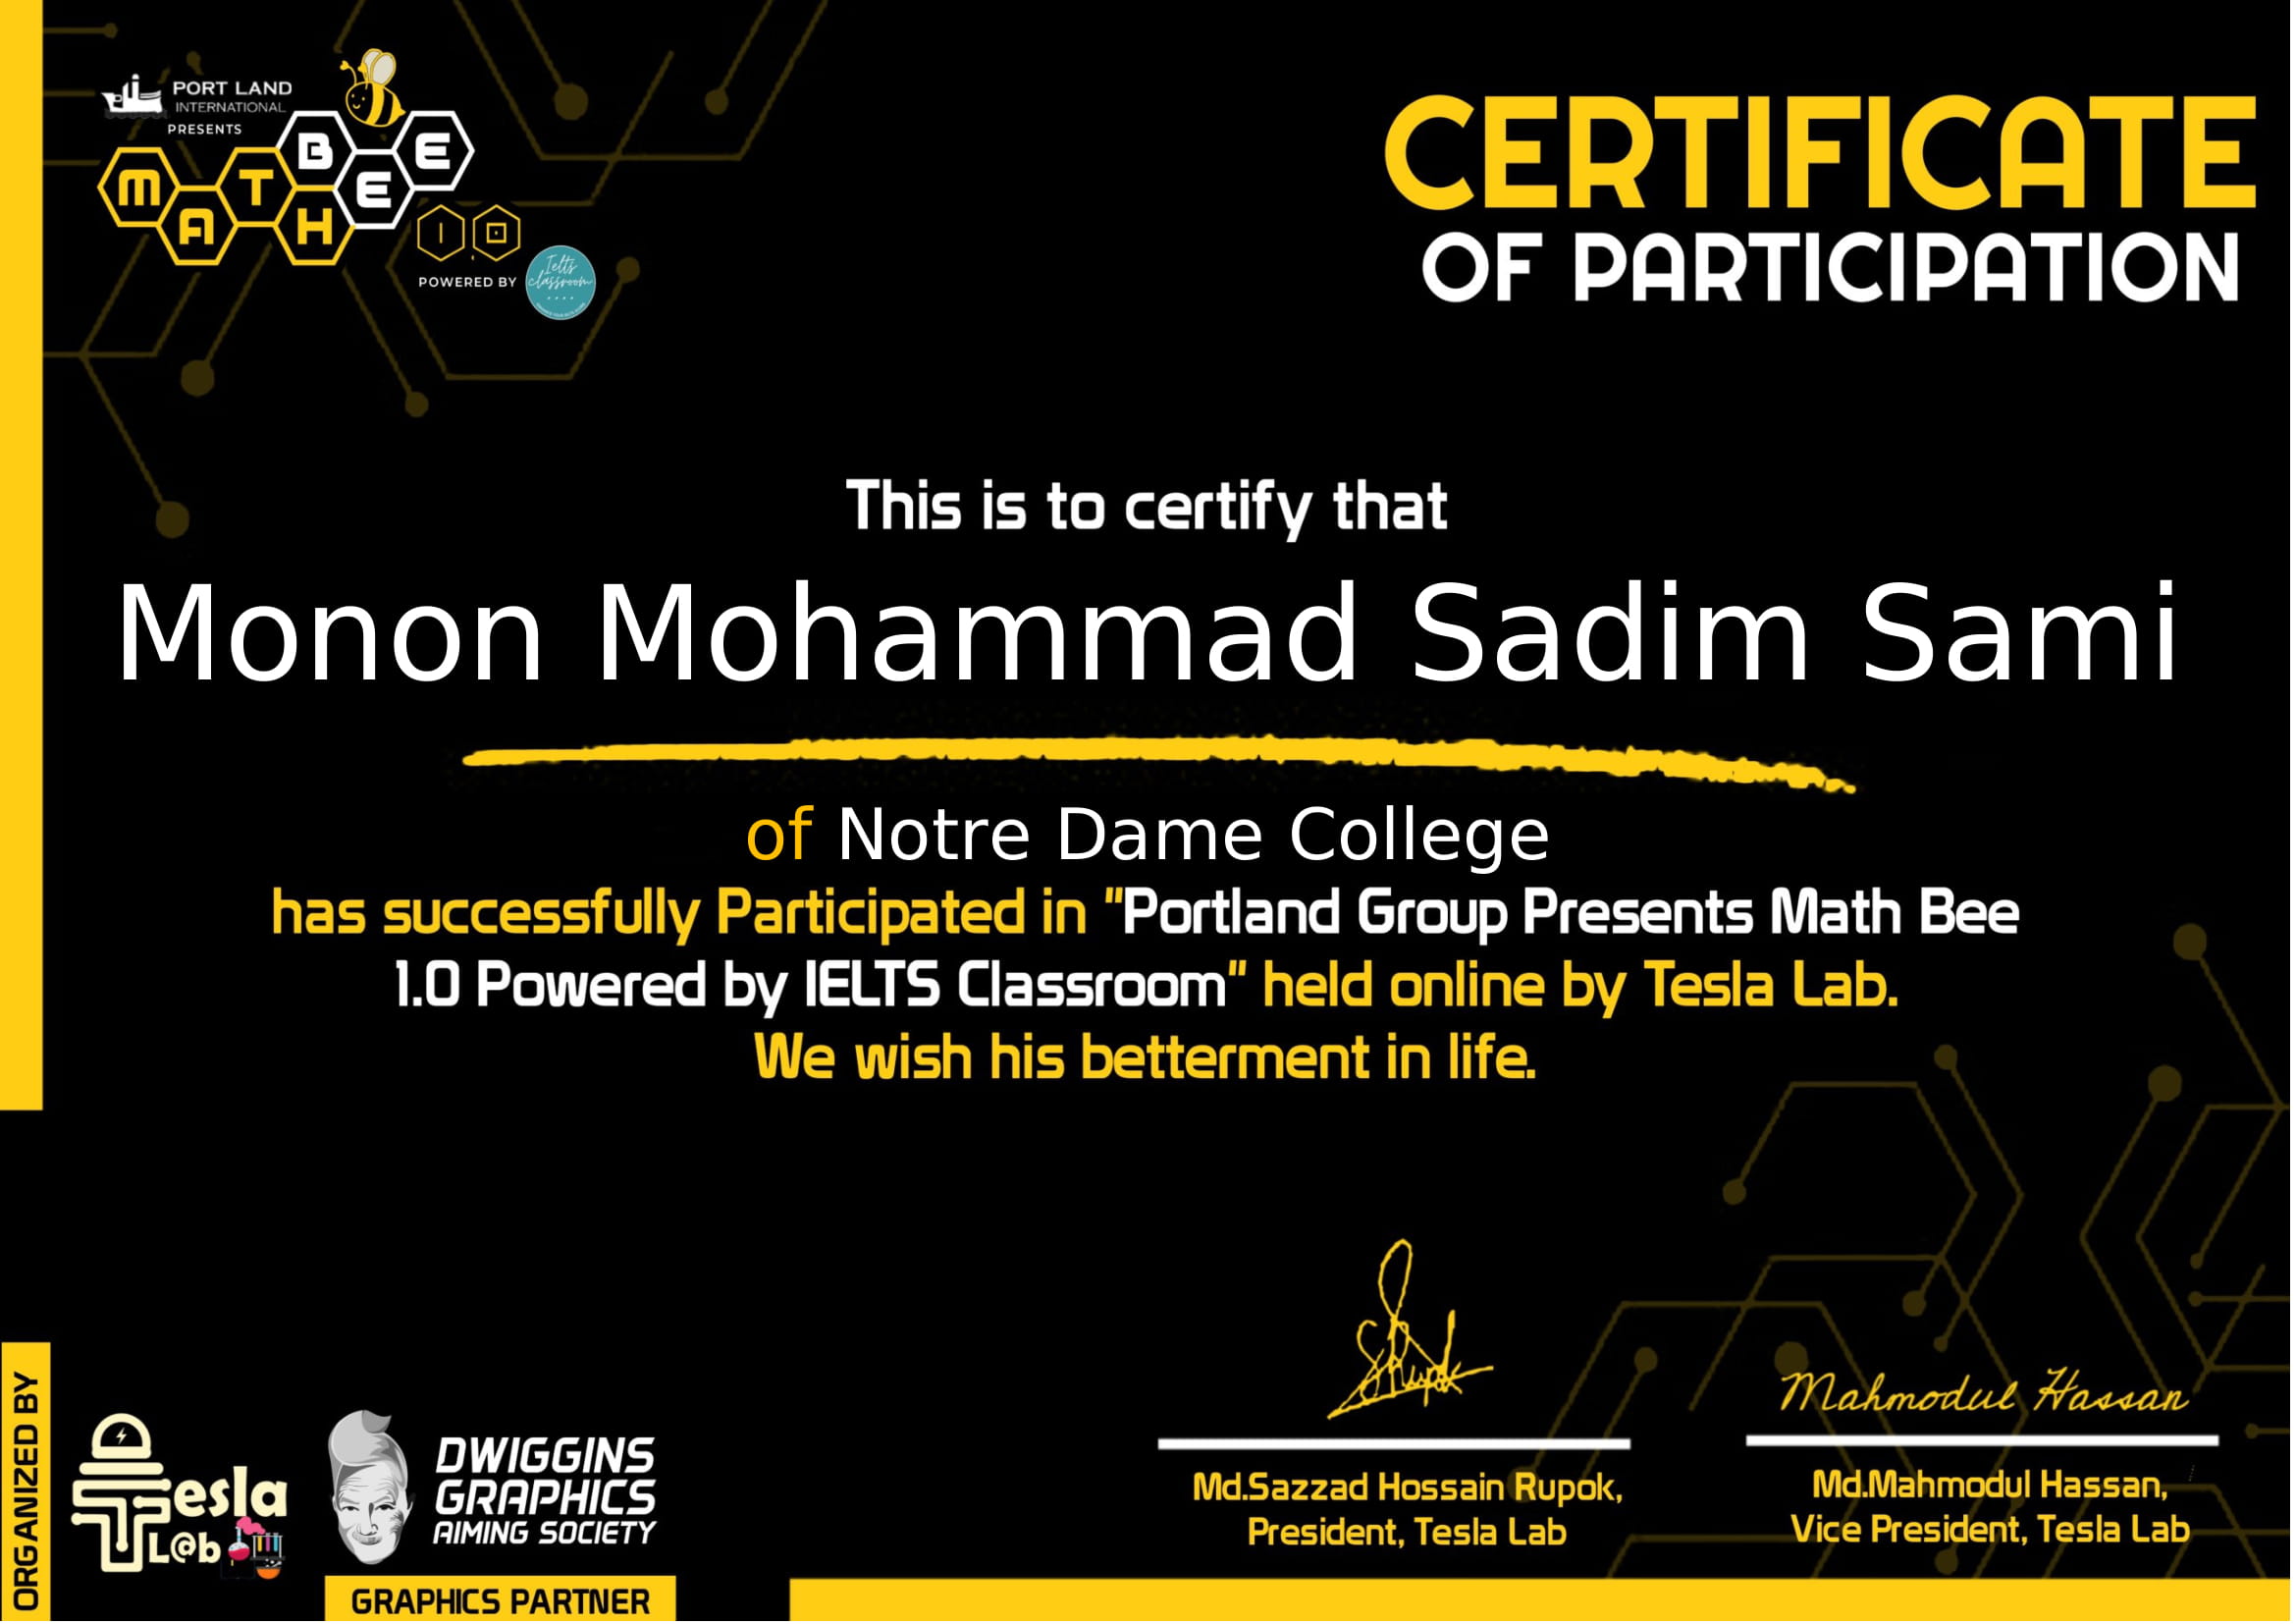 PORT LAND
INTERNATIONAL
PRESENTS
MATH BEE
1.0
POWERED BY
Ielts
classroom
CERTIFICATE
OF PARTICIPATION
This is to certify that
Monon Mohammad Sadim Sami
of Notre Dame College
has successfully Participated in "Portland Group Presents Math Bee
1.0 Powered by IELTS Classroom" held online by Tesla Lab.
We wish his betterment in life.
Rupok
Mahmodul Hassan
Md.Sazzad Hossain Rupok,
President, Tesla Lab
Md.Mahmodul Hassan,
Vice President, Tesla Lab
ORGANIZED BY
Tesla
L@b
DWIGGINS
GRAPHICS
AIMING SOCIETY
GRAPHICS PARTNER